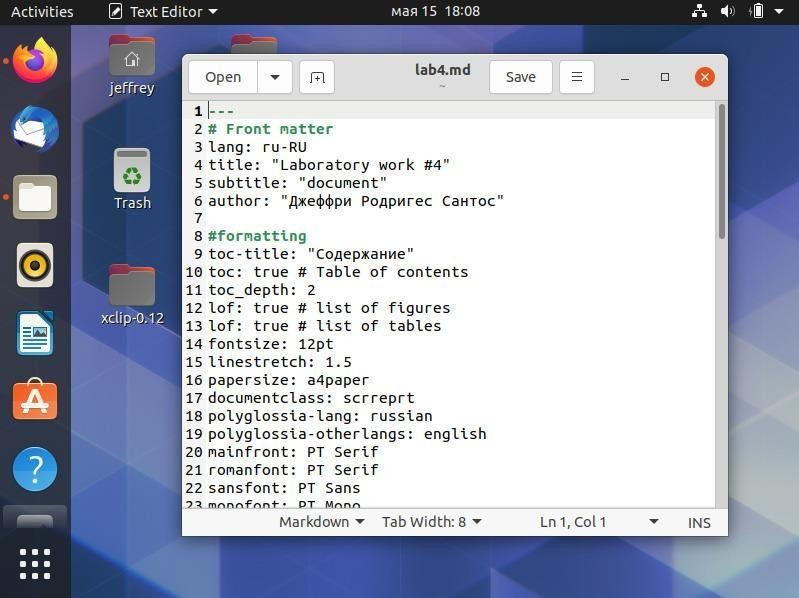 Activities
Text Editor
мая 15 18:08
jeffrey
Trash
xclip-0.12
Open
lab4.md
~
Save
1 ---
2 # Front matter
3 lang: ru-RU
4 title: "Laboratory work #4"
5 subtitle: "document"
6 author: "Джеффри Родригес Сантос"
7
8 #formatting
9 toc-title: "Содержание"
10 toc: true # Table of contents
11 toc_depth: 2
12 lof: true # list of figures
13 lof: true # list of tables
14 fontsize: 12pt
15 linestretch: 1.5
16 papersize: a4paper
17 documentclass: scrreprt
18 polyglossia-lang: russian
19 polyglossia-otherlangs: english
20 mainfront: PT Serif
21 romanfont: PT Serif
22 sansfont: PT Sans
23 monofont: PT Mono
Markdown
Tab Width: 8
Ln 1, Col 1
INS